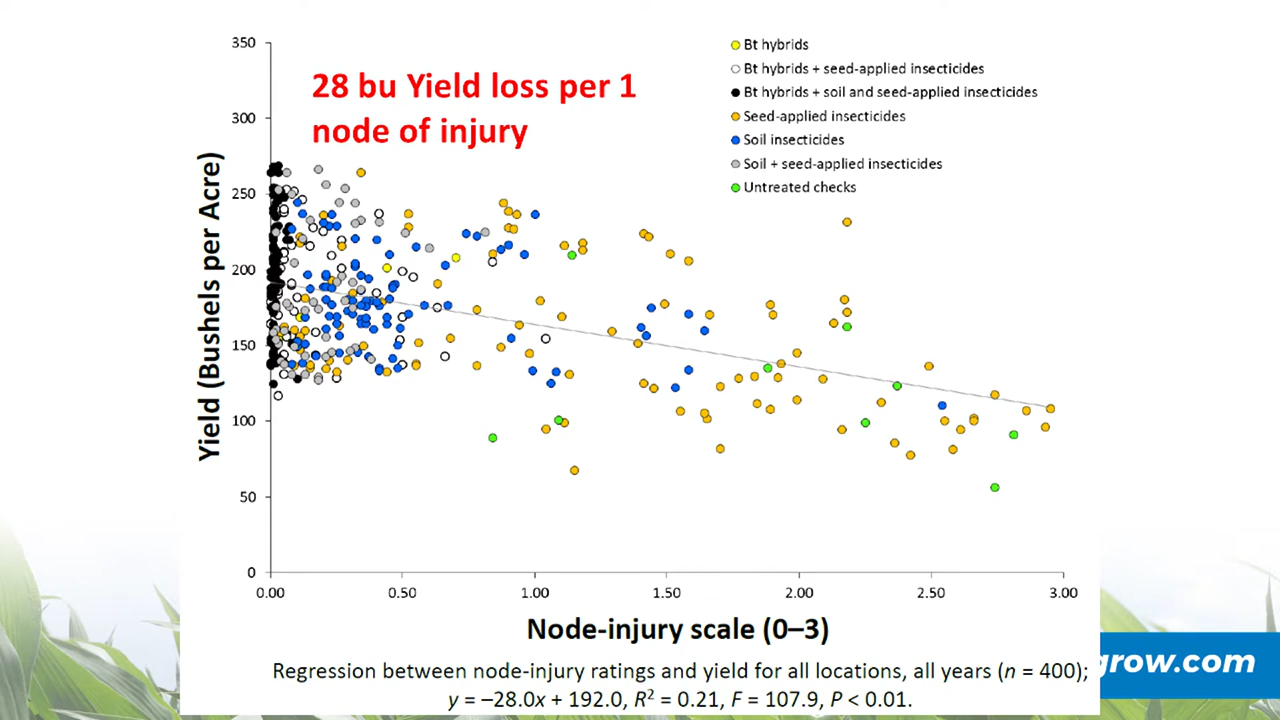 350
300
250
200
150
100
50
0
Yield (Bushels per Acre)
28 bu Yield loss per 1
node of injury
Bt hybrids
Bt hybrids + seed-applied insecticides
Bt hybrids + soil and seed-applied insecticides
Seed-applied insecticides
Soil insecticides
Soil + seed-applied insecticides
Untreated checks
0.00 0.50 1.00 1.50 2.00 2.50 3.00
Node-injury scale (0–3)
Regression between node-injury ratings and yield for all locations, all years (n = 400);
y = –28.0x + 192.0, R² = 0.21, F = 107.9, P < 0.01.
grow.com